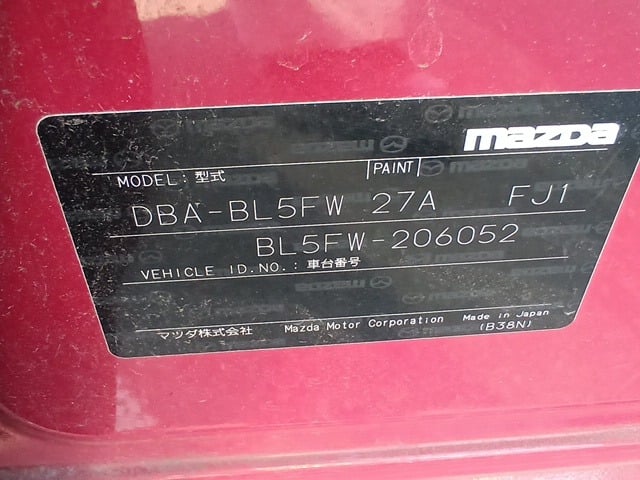 mazda
MODEL: 型式 PAINT
DBA-BL5FW 27A FJ1
BL5FW-206052
VEHICLE ID.NO.: 車台番号
マツダ株式会社 Mazda Motor Corporation Made in Japan
(B38N)